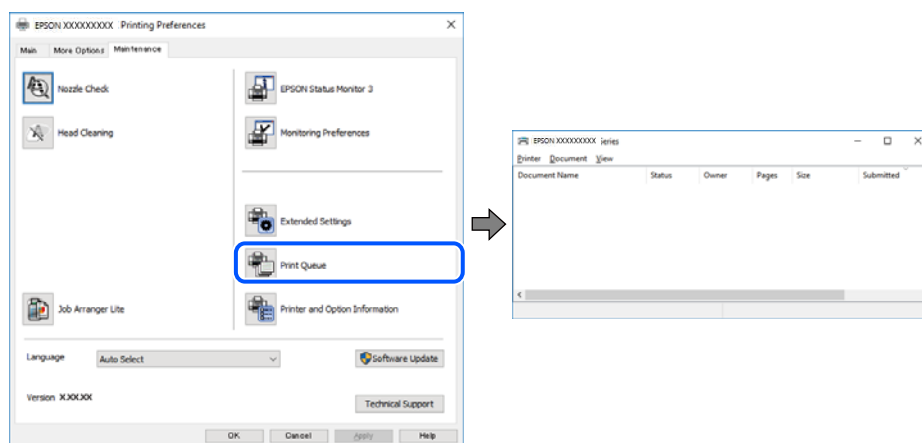 EPSON XXXXXXXXX Printing Preferences
Main More Options Maintenance
Nozzle Check
EPSON Status Monitor 3
Head Cleaning
Monitoring Preferences
Extended Settings
Print Queue
Job Arranger Lite
Printer and Option Information
Language Auto Select
Software Update
Version X.XX.XX
Technical Support
OK Cancel Apply Help
EPSON XXXXXXXXX ieries
Printer Document View
Document Name Status Owner Pages Size Submitted